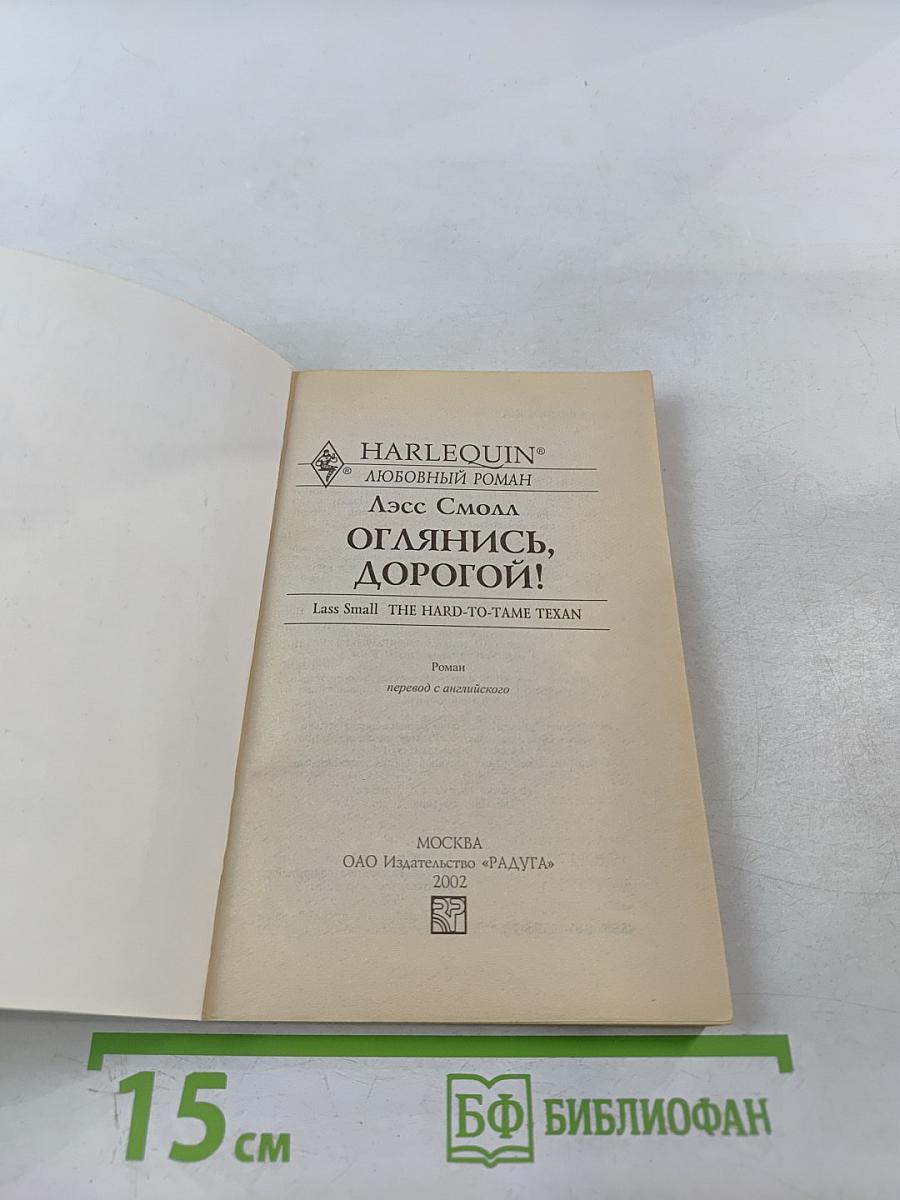 HARLEQUIN®
®
ЛЮБОВНЫЙ РОМАН
Лэсс Смолл
ОГЛЯНИСЬ,
ДОРОГОЙ!
Lass Small THE HARD-TO-TAME TEXAN
Роман
перевод с английского
МОСКВА
ОАО Издательство «РАДУГА»
2002
15 см
БФ БИБЛИОФАН